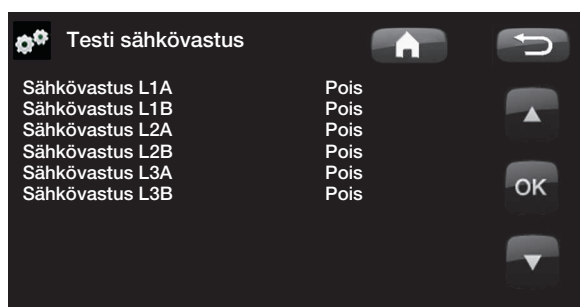 Testi sähkövastus
Sähkövastus L1A Pois
Sähkövastus L1B Pois
Sähkövastus L2A Pois
Sähkövastus L2B Pois
Sähkövastus L3A Pois
Sähkövastus L3B Pois
OK